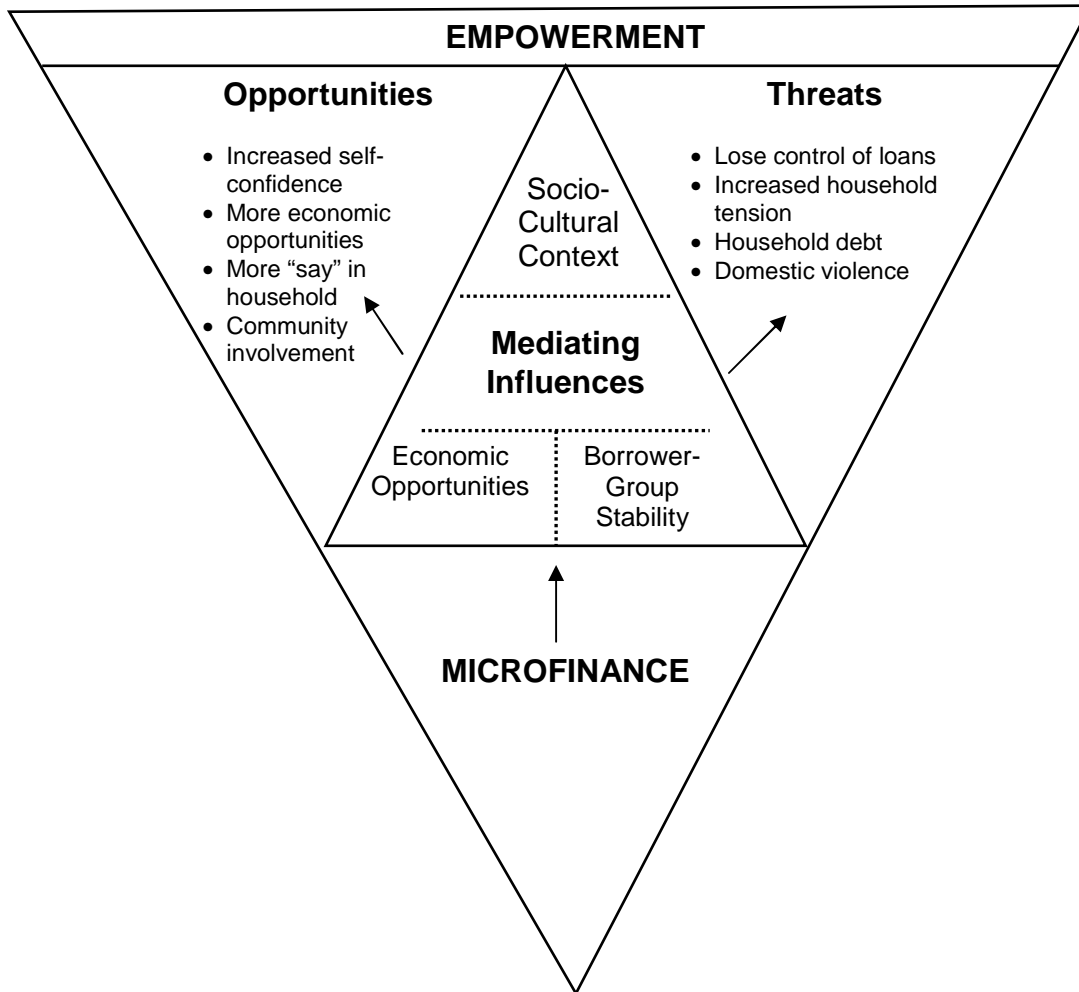 EMPOWERMENT
Opportunities
• Increased self-
confidence
• More economic
opportunities
• More “say” in
household
• Community
involvement
Threats
• Lose control of loans
• Increased household
tension
• Household debt
• Domestic violence
Socio-
Cultural
Context
Mediating
Influences
Economic
Opportunities
Borrower-
Group
Stability
MICROFINANCE